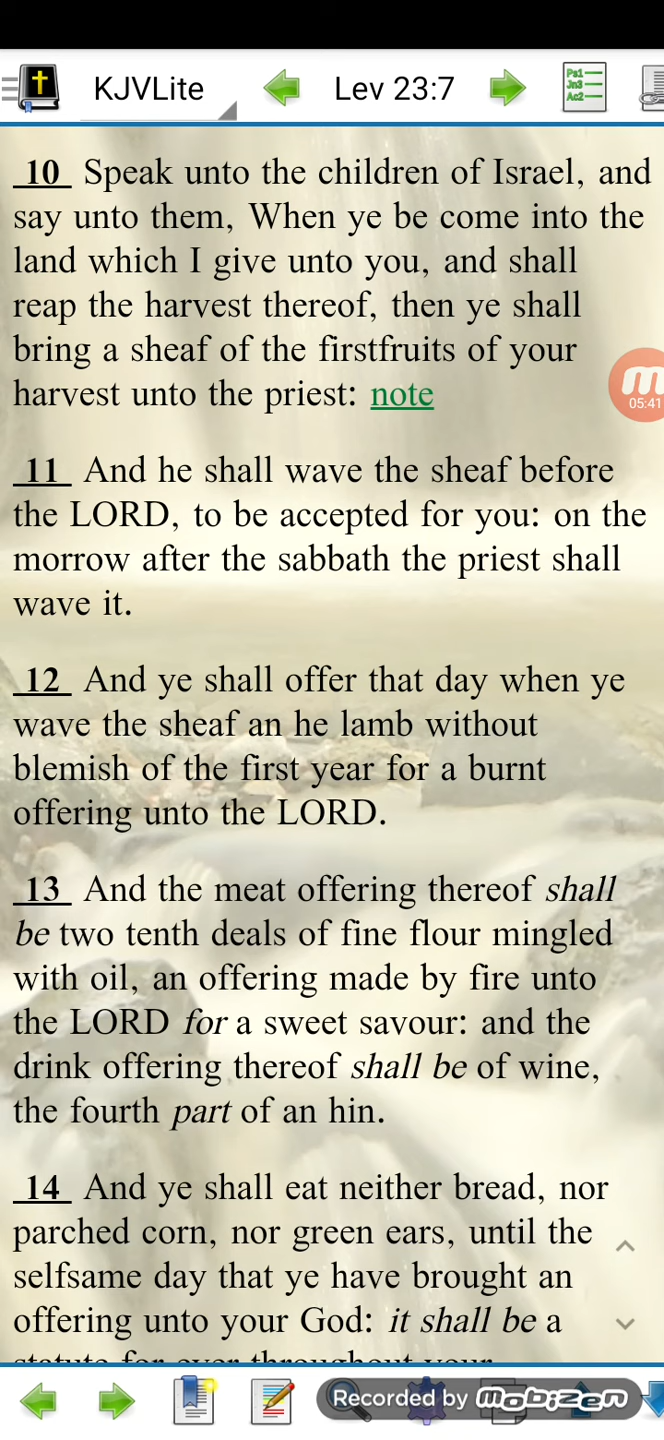 KJVLite Lev 23:7 Ps1 Jn3 Ac2
10 Speak unto the children of Israel, and
say unto them, When ye be come into the
land which I give unto you, and shall
reap the harvest thereof, then ye shall
bring a sheaf of the firstfruits of your
harvest unto the priest: note
m
05:41
11 And he shall wave the sheaf before
the LORD, to be accepted for you: on the
morrow after the sabbath the priest shall
wave it.
12 And ye shall offer that day when ye
wave the sheaf an he lamb without
blemish of the first year for a burnt
offering unto the LORD.
13 And the meat offering thereof shall
be two tenth deals of fine flour mingled
with oil, an offering made by fire unto
the LORD for a sweet savour: and the
drink offering thereof shall be of wine,
the fourth part of an hin.
14 And ye shall eat neither bread, nor
parched corn, nor green ears, until the
selfsame day that ye have brought an
offering unto your God: it shall be a
statute for ever throughout your
Recorded by mobizen